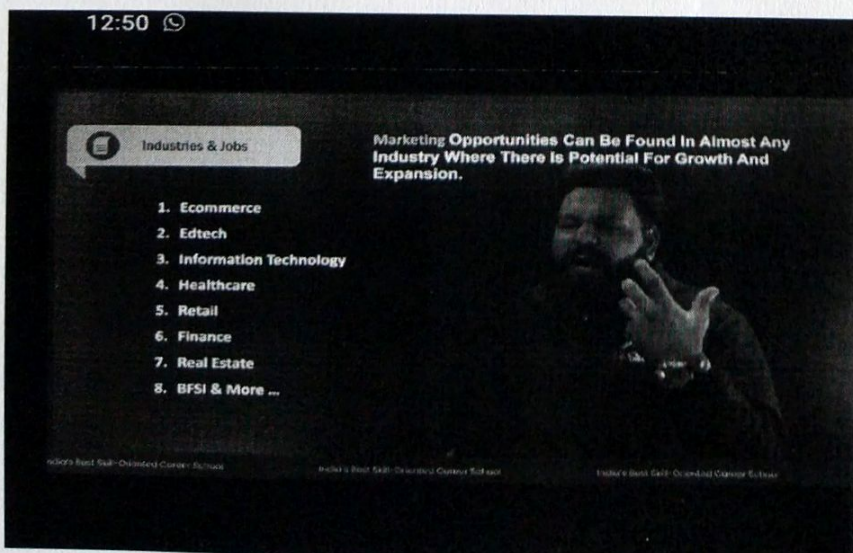 12:50
Industries & Jobs
Marketing Opportunities Can Be Found In Almost Any
Industry Where There Is Potential For Growth And
Expansion.
1. Ecommerce
2. Edtech
3. Information Technology
4. Healthcare
5. Retail
6. Finance
7. Real Estate
8. BFSI & More ...
India's Best Skill-Oriented Career School
India's Best Skill-Oriented Career School
India's Best Skill-Oriented Career School